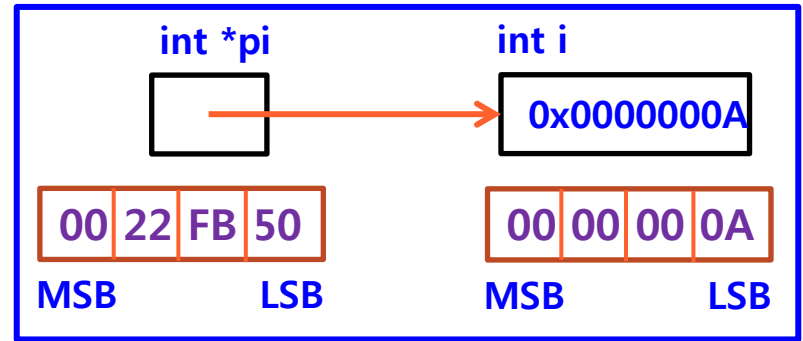 int *pi
int i
0x0000000A
00 22 FB 50
00 00 00 0A
MSB LSB
MSB LSB